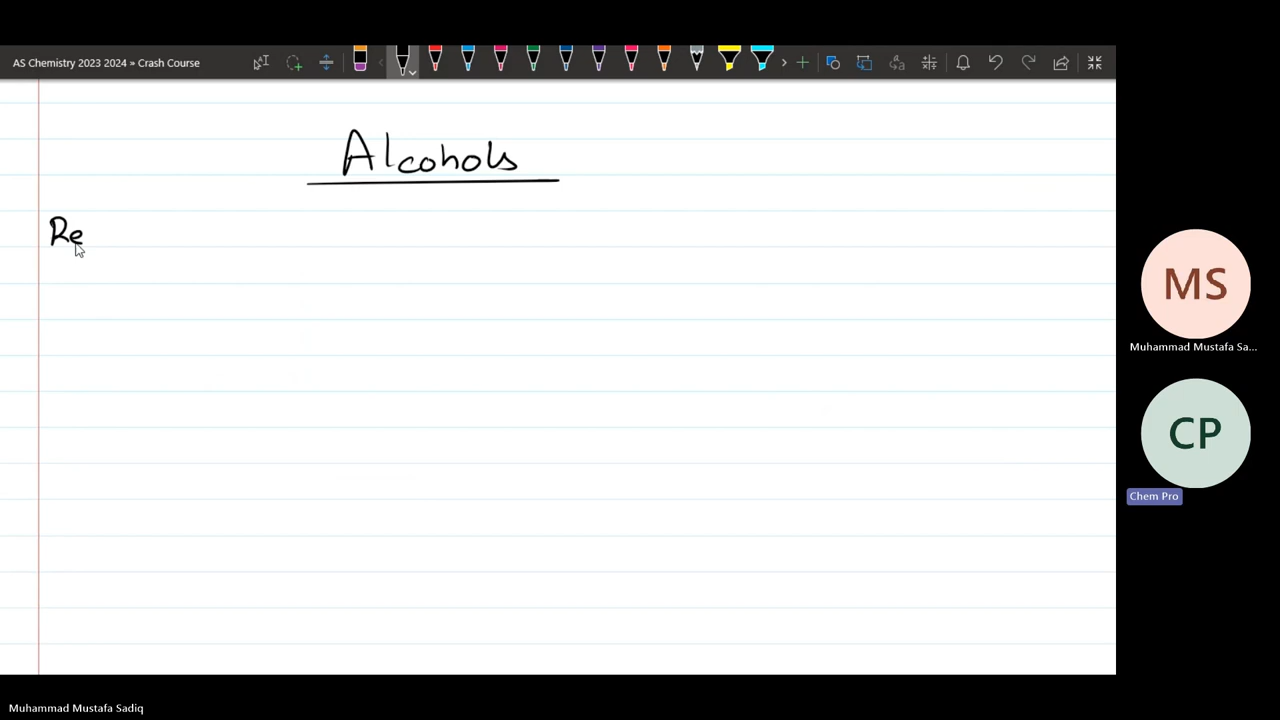 AS Chemistry 2023 2024 » Crash Course
Alcohols
Re
MS
Muhammad Mustafa Sa...
CP
Chem Pro
Muhammad Mustafa Sadiq